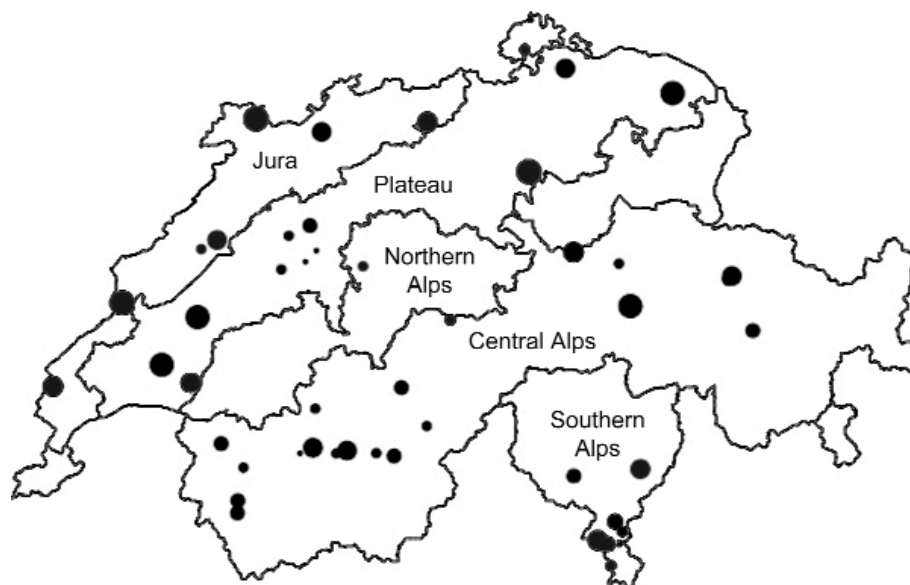 Jura
Plateau
Northern
Alps
Central Alps
Southern
Alps